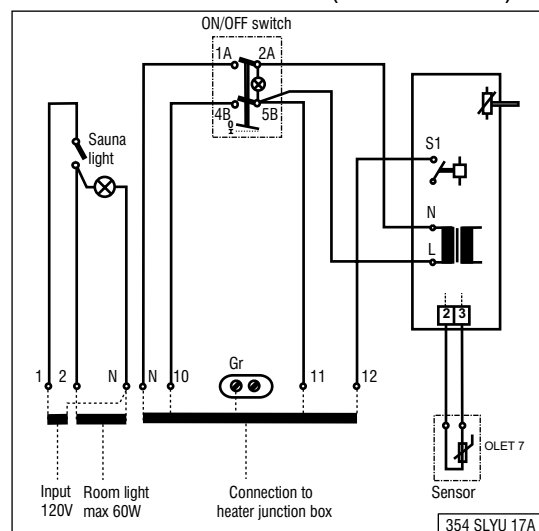 ON/OFF switch
1A 2A
4B 5B
0
I
Sauna
light
S1
N
L
2 3
Gr
1 2 N N 10 11 12
OLET 7
Sensor
Input
120V
Room light
max 60W
Connection to
heater junction box
354 SLYU 17A